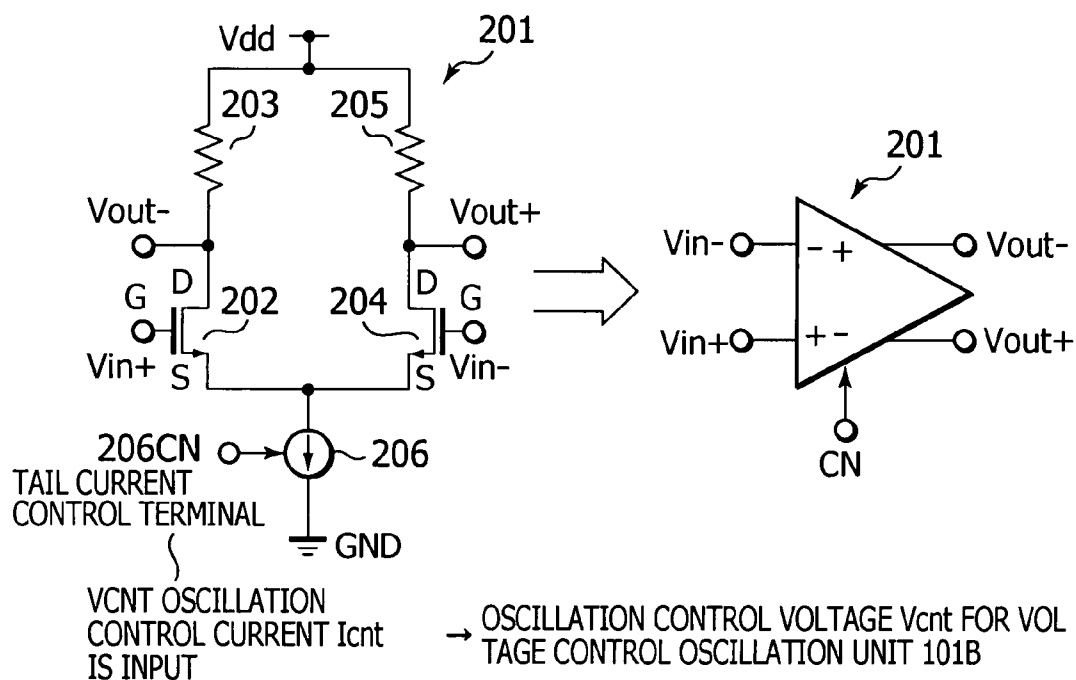 Vdd
201
203
205
Vout-
Vout+
D
D
G
202
204
G
Vin+
S
S
Vin-
206CN
206
TAIL CURRENT
CONTROL TERMINAL
GND
VCNT OSCILLATION
CONTROL CURRENT Icnt
IS INPUT
→ OSCILLATION CONTROL VOLTAGE Vcnt FOR VOL
TAGE CONTROL OSCILLATION UNIT 101B
201
Vin-
- +
Vout-
Vin+
+ -
Vout+
CN